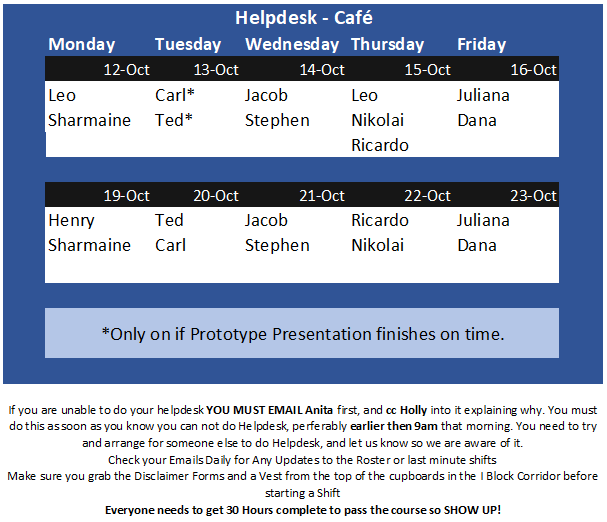 Helpdesk - Café
Monday Tuesday Wednesday Thursday Friday
12-Oct 13-Oct 14-Oct 15-Oct 16-Oct
Leo Carl* Jacob Leo Juliana
Sharmaine Ted* Stephen Nikolai Dana
Ricardo
19-Oct 20-Oct 21-Oct 22-Oct 23-Oct
Henry Ted Jacob Ricardo Juliana
Sharmaine Carl Stephen Nikolai Dana
*Only on if Prototype Presentation finishes on time.
If you are unable to do your helpdesk YOU MUST EMAIL Anita first, and cc Holly into it explaining why. You must
do this as soon as you know you can not do Helpdesk, perferably earlier then 9am that morning. You need to try
and arrange for someone else to do Helpdesk, and let us know so we are aware of it.
Check your Emails Daily for Any Updates to the Roster or last minute shifts
Make sure you grab the Disclaimer Forms and a Vest from the top of the cupboards in the I Block Corridor before
starting a Shift
Everyone needs to get 30 Hours complete to pass the course so SHOW UP!